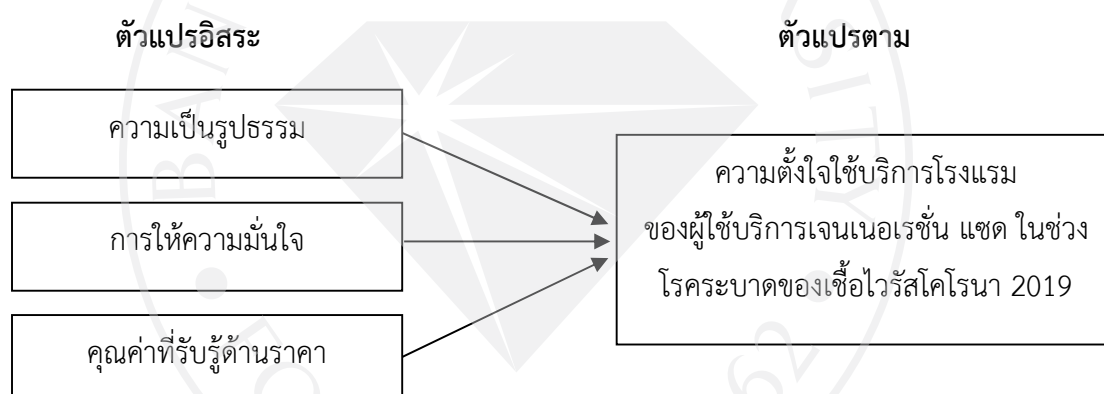 ตัวแปรอิสระ
ตัวแปรตาม
ความเป็นรูปธรรม
การให้ความมั่นใจ
คุณค่าที่รับรู้ด้านราคา
ความตั้งใจใช้บริการโรงแรม
ของผู้ใช้บริการเจนเนอเรชั่น แซด ในช่วง
โรคระบาดของเชื้อไวรัสโคโรนา 2019